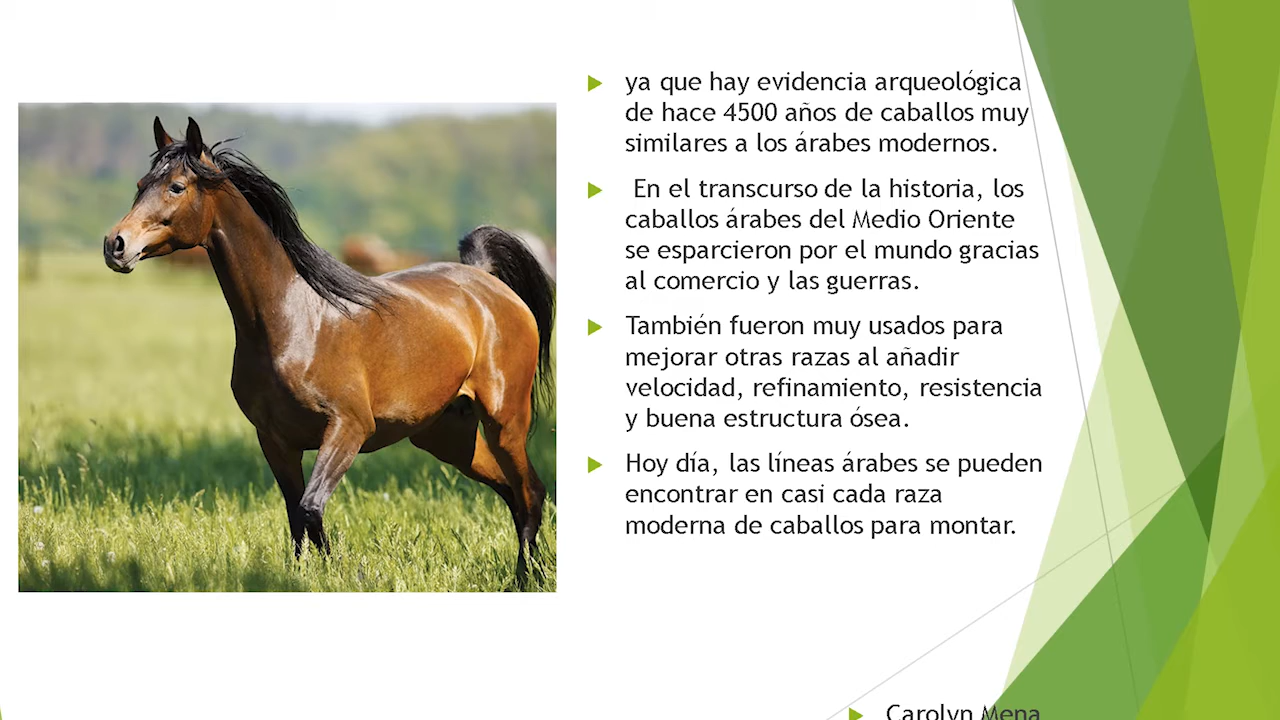 ya que hay evidencia arqueológica
de hace 4500 años de caballos muy
similares a los árabes modernos.
En el transcurso de la historia, los
caballos árabes del Medio Oriente
se esparcieron por el mundo gracias
al comercio y las guerras.
También fueron muy usados para
mejorar otras razas al añadir
velocidad, refinamiento, resistencia
y buena estructura ósea.
Hoy día, las líneas árabes se pueden
encontrar en casi cada raza
moderna de caballos para montar.
Carolyn Mena